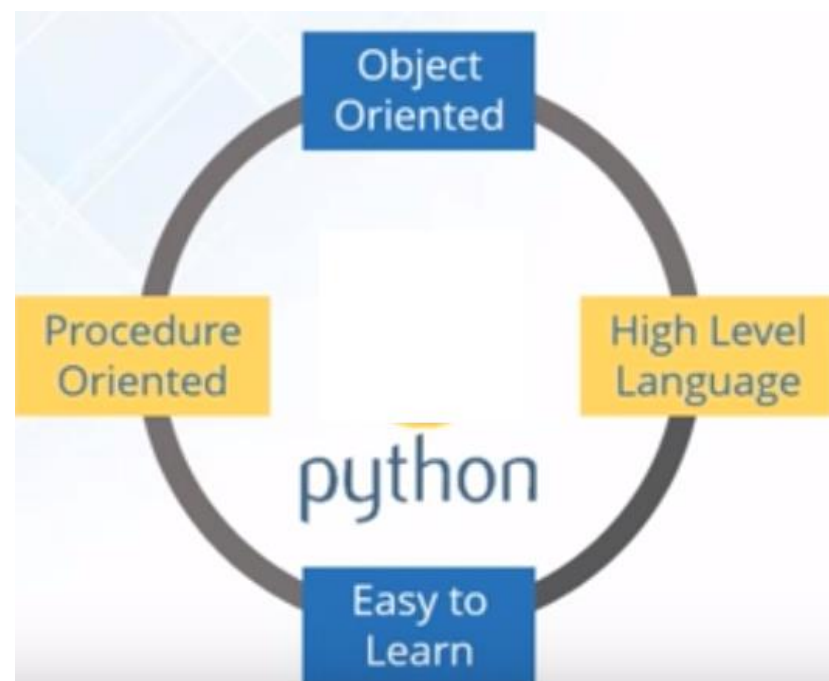 Object
Oriented
Procedure
Oriented
High Level
Language
python
Easy to
Learn